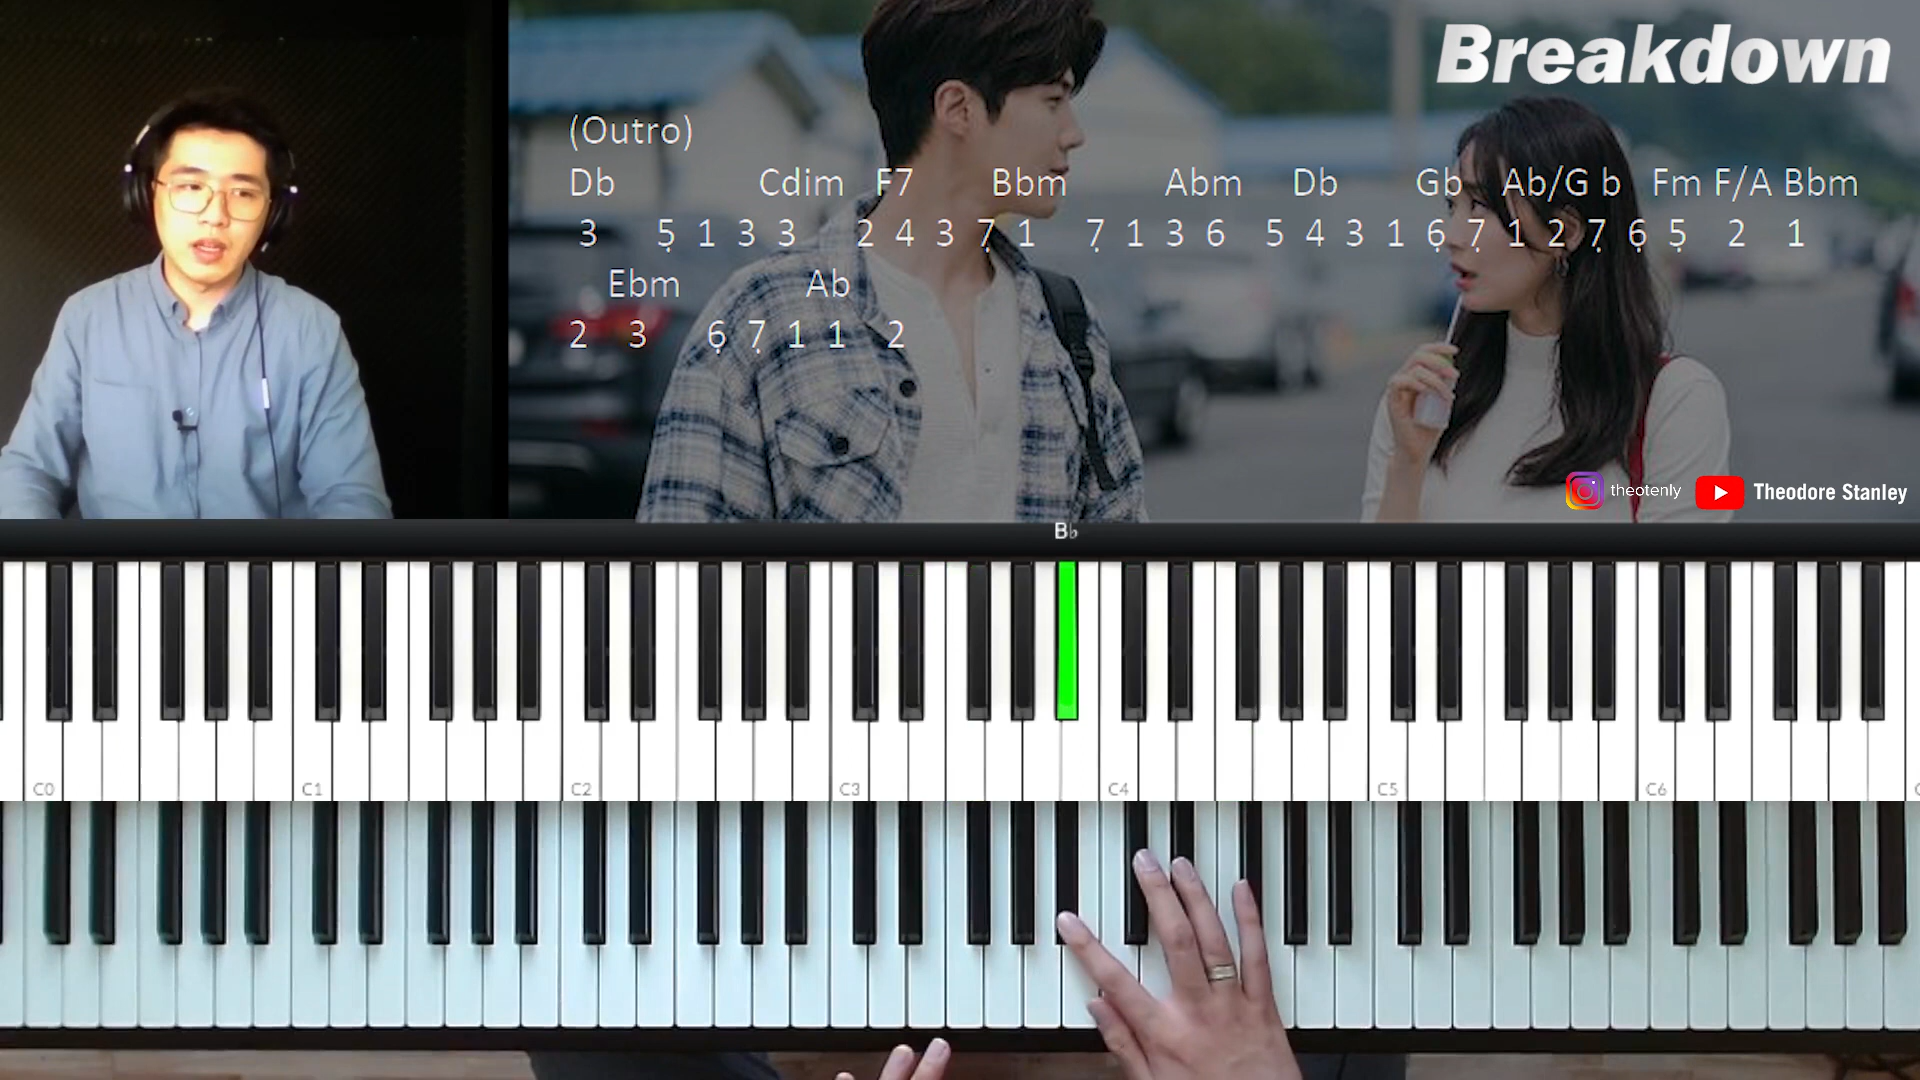 Breakdown
(Outro)
Db Cdim F7 Bbm Abm Db Gb Ab/G b Fm F/A Bbm
3 5̣ 1 3 3 2 4 3 7̣ 1 7̣ 1 3 6 5 4 3 1 6̣ 7̣ 1 2 7̣ 6̣ 5̣ 2 1
Ebm Ab
2 3 6̣ 7̣ 1 1 2
theotenly Theodore Stanley
B♭
C0 C1 C2 C3 C4 C5 C6